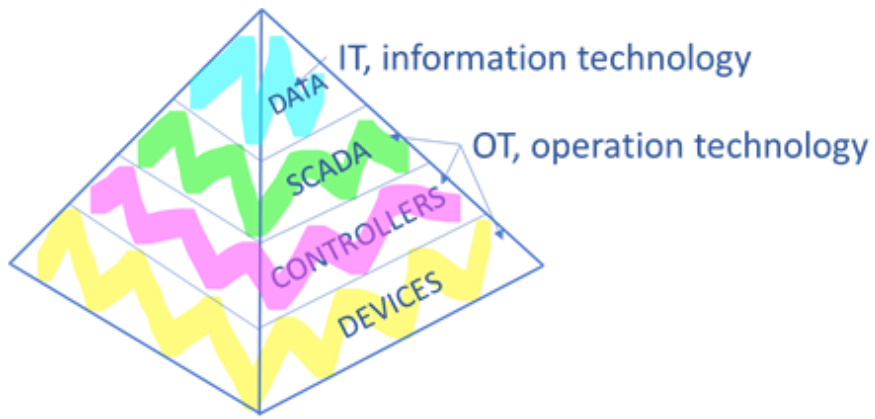 IT, information technology
DATA
OT, operation technology
SCADA
CONTROLLERS
DEVICES